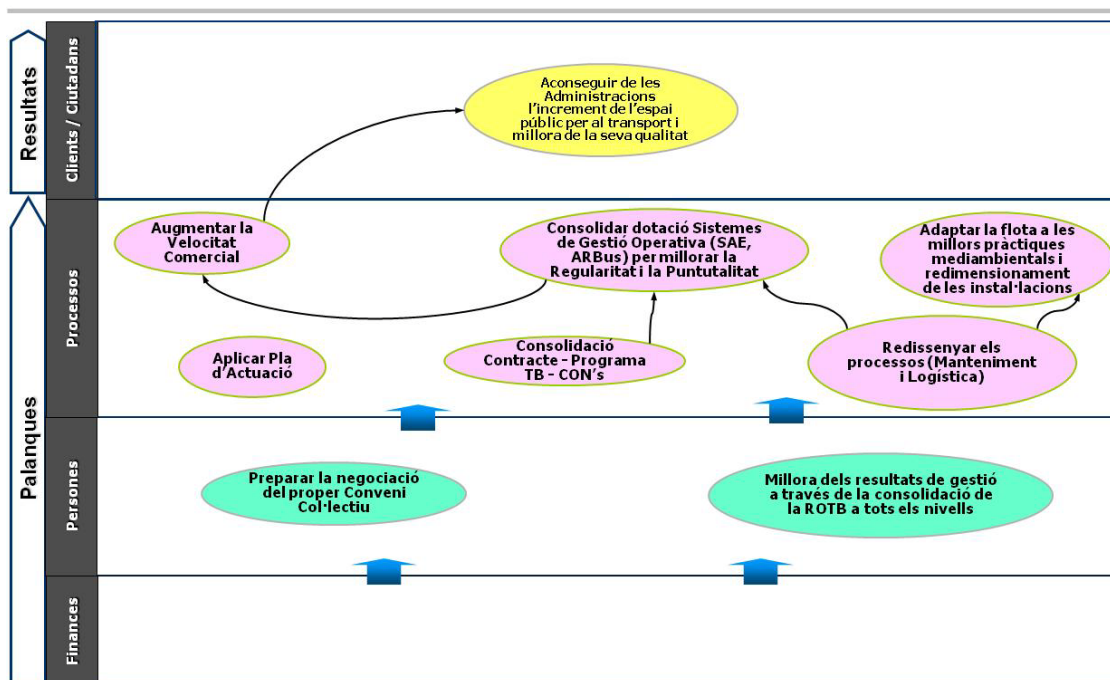 Resultats
Clients / Ciutadans
Aconseguir de les
Administracions
l'increment de l'espai
públic per al transport i
millora de la seva qualitat
Palanques
Processos
Augmentar la
Velocitat
Comercial
Consolidar dotació Sistemes
de Gestió Operativa (SAE,
ARBus) per millorar la
Regularitat i la Puntutalitat
Adaptar la flota a les
millors pràctiques
mediambientals i
redimensionament
de les instal·lacions
Aplicar Pla
d'Actuació
Consolidació
Contracte - Programa
TB - CON's
Redissenyar els
processos (Manteniment
i Logística)
Persones
Preparar la negociació
del proper Conveni
Col·lectiu
Millora dels resultats de gestió
a través de la consolidació de
la ROTB a tots els nivells
Finances